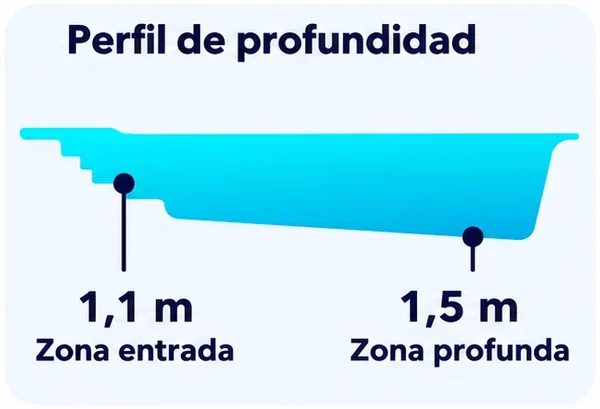 Perfil de profundidad
1,1 m
Zona entrada
1,5 m
Zona profunda